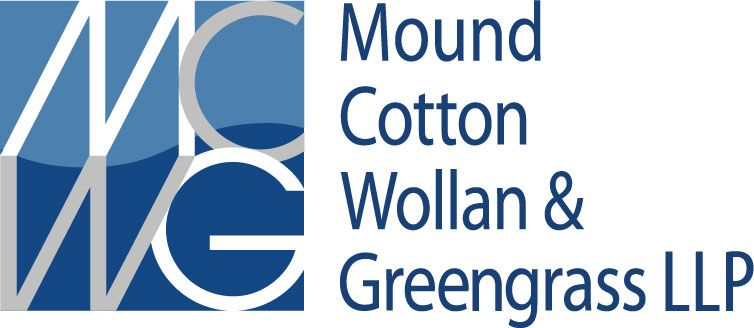 MC
WG
Mound
Cotton
Wollan &
Greengrass LLP